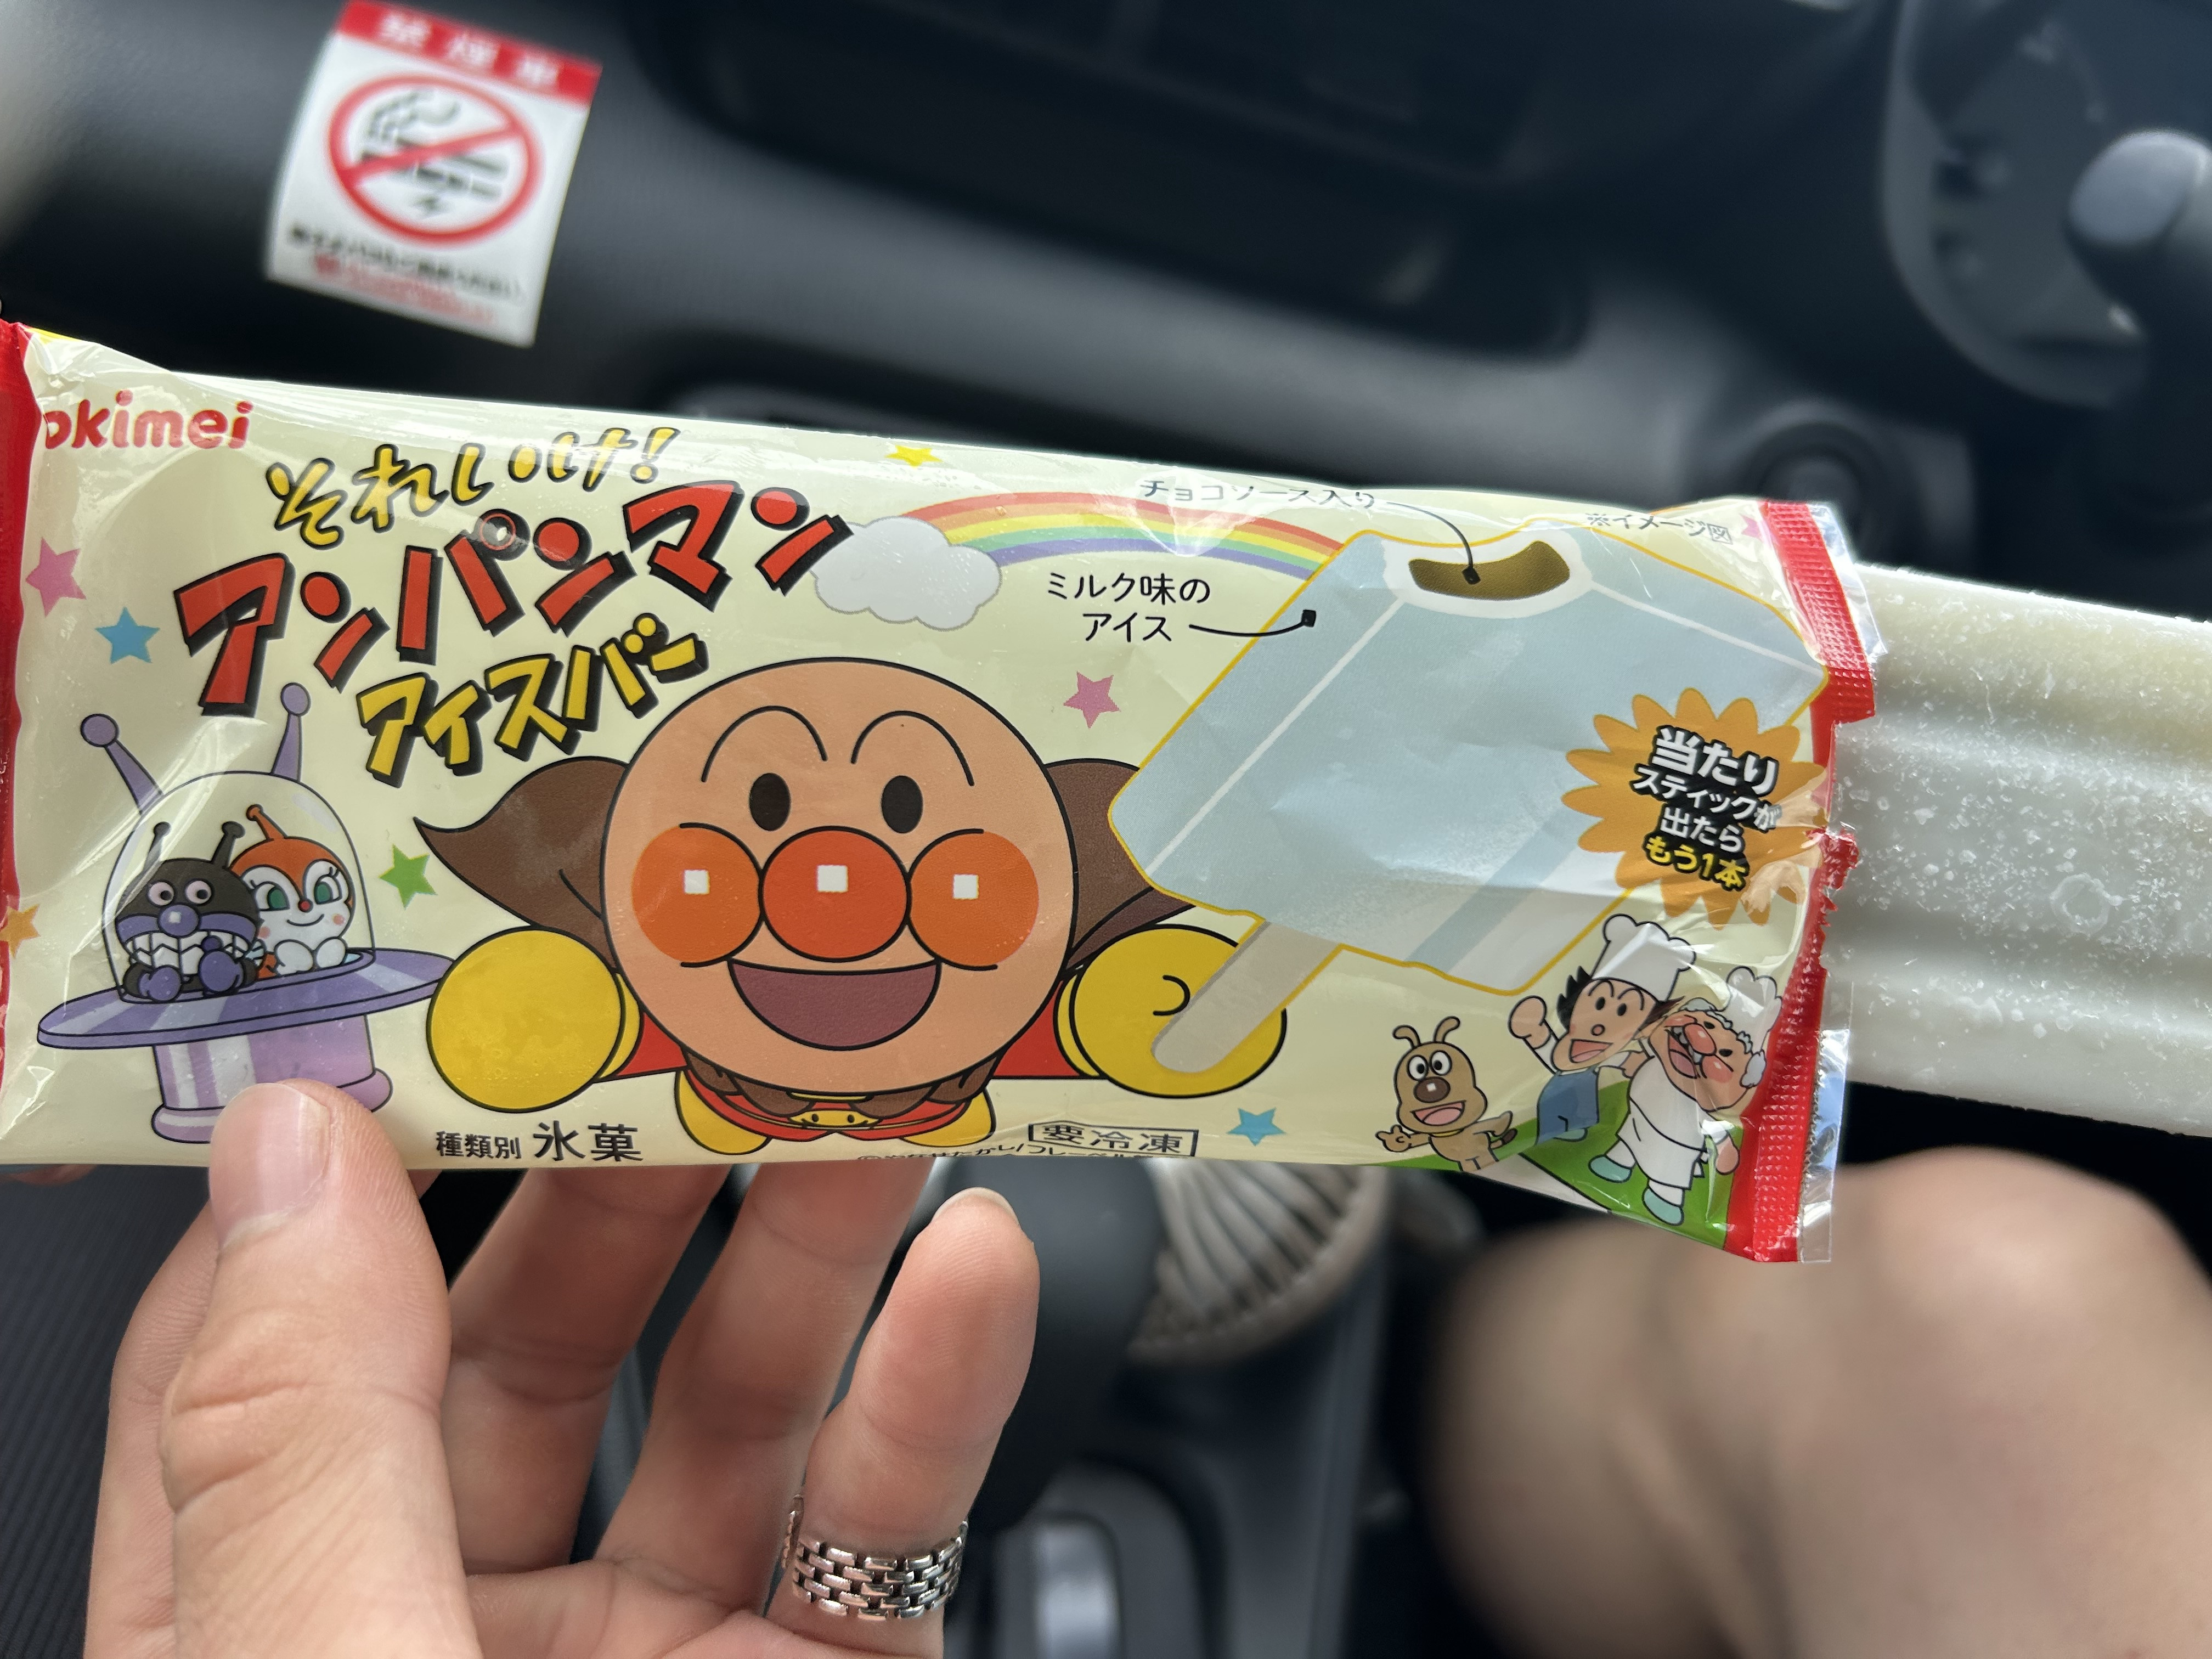 禁煙車
okimei
それいけ!
アンパンマン
アイスバー
チョコソース入り
※イメージ図
ミルク味の
アイス
当たり
スティックが
出たら
もう1本
種類別 氷菓
要冷凍